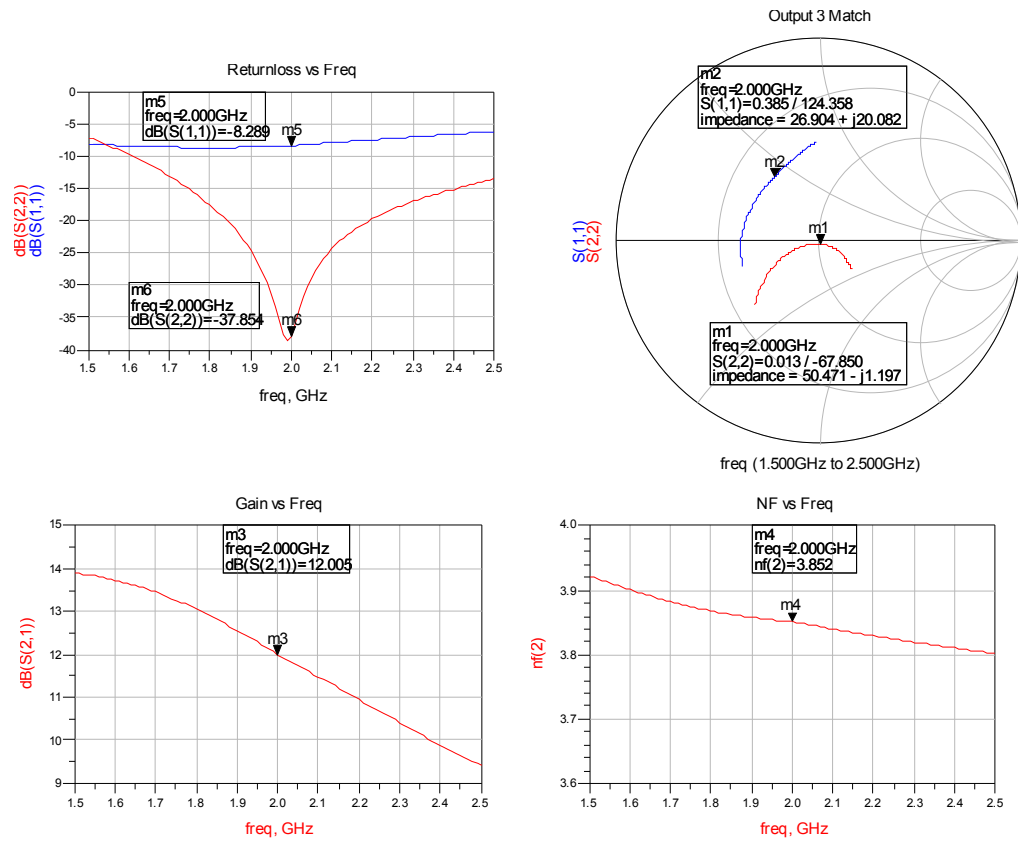 Returnloss vs Freq
m5
freq=2.000GHz
dB(S(1,1))=-8.289
m5
m6
freq=2.000GHz
dB(S(2,2))=-37.854
m6
0
-5
-10
-15
-20
-25
-30
-35
-40
1.5
1.6
1.7
1.8
1.9
2.0
2.1
2.2
2.3
2.4
2.5
freq, GHz
dB(S(2,2))
dB(S(1,1))
Output 3 Match
m2
freq=2.000GHz
S(1,1)=0.385 / 124.358
impedance = 26.904 + j20.082
m2
m1
m1
freq=2.000GHz
S(2,2)=0.013 / -67.850
impedance = 50.471 - j1.197
S(1,1)
S(2,2)
freq (1.500GHz to 2.500GHz)
Gain vs Freq
m3
freq=2.000GHz
dB(S(2,1))=12.005
m3
15
14
13
12
11
10
9
1.5
1.6
1.7
1.8
1.9
2.0
2.1
2.2
2.3
2.4
2.5
freq, GHz
dB(S(2,1))
NF vs Freq
m4
freq=2.000GHz
nf(2)=3.852
m4
4.0
3.9
3.8
3.7
3.6
1.5
1.6
1.7
1.8
1.9
2.0
2.1
2.2
2.3
2.4
2.5
freq, GHz
nf(2)